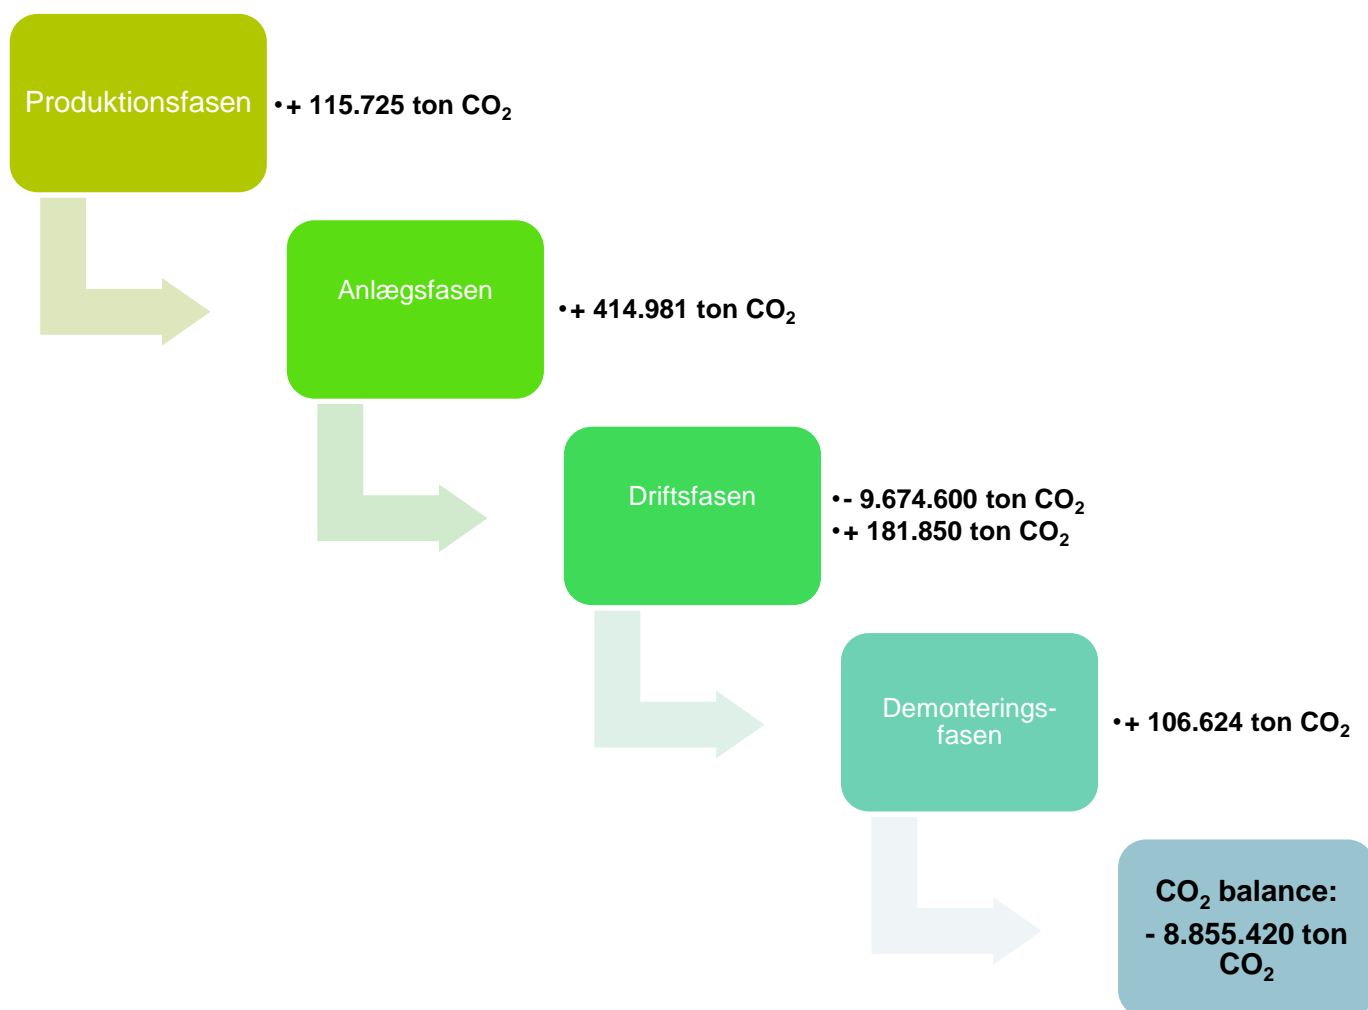 Produktionsfasen
•+ 115.725 ton CO₂
Anlægsfasen
•+ 414.981 ton CO₂
Driftsfasen
•- 9.674.600 ton CO₂
•+ 181.850 ton CO₂
Demonterings-
fasen
•+ 106.624 ton CO₂
CO₂ balance:
- 8.855.420 ton
CO₂